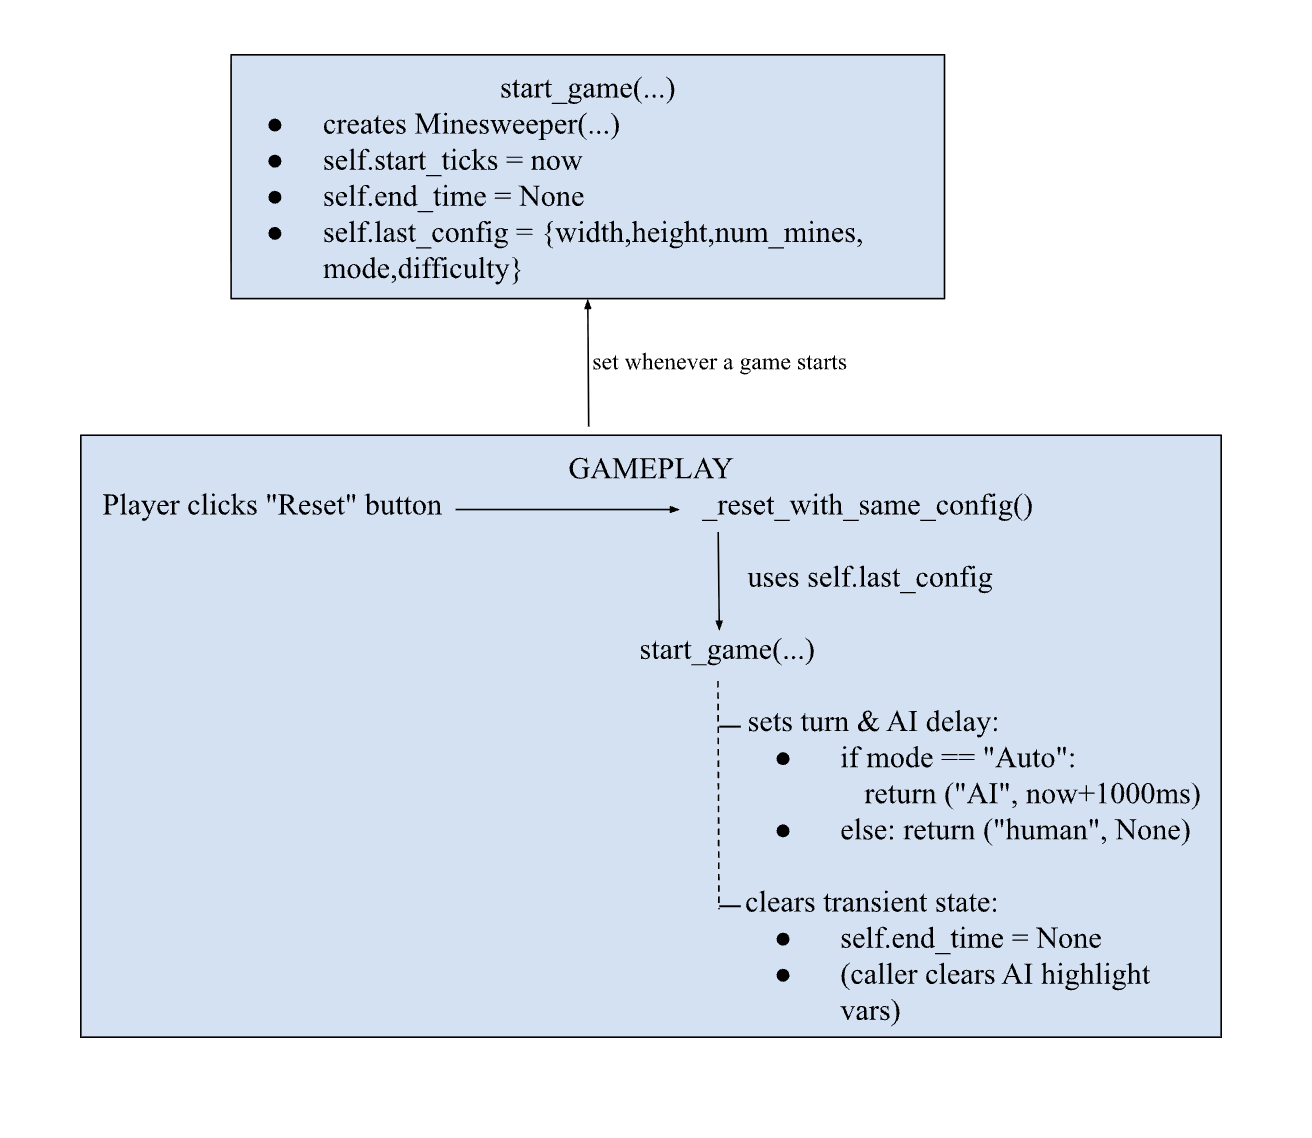 start_game(...)
● creates Minesweeper(...)
● self.start_ticks = now
● self.end_time = None
● self.last_config = {width,height,num_mines,
mode,difficulty}
set whenever a game starts
GAMEPLAY
Player clicks "Reset" button
_reset_with_same_config()
uses self.last_config
start_game(...)
sets turn & AI delay:
● if mode == "Auto":
return ("AI", now+1000ms)
● else: return ("human", None)
clears transient state:
● self.end_time = None
● (caller clears AI highlight
vars)